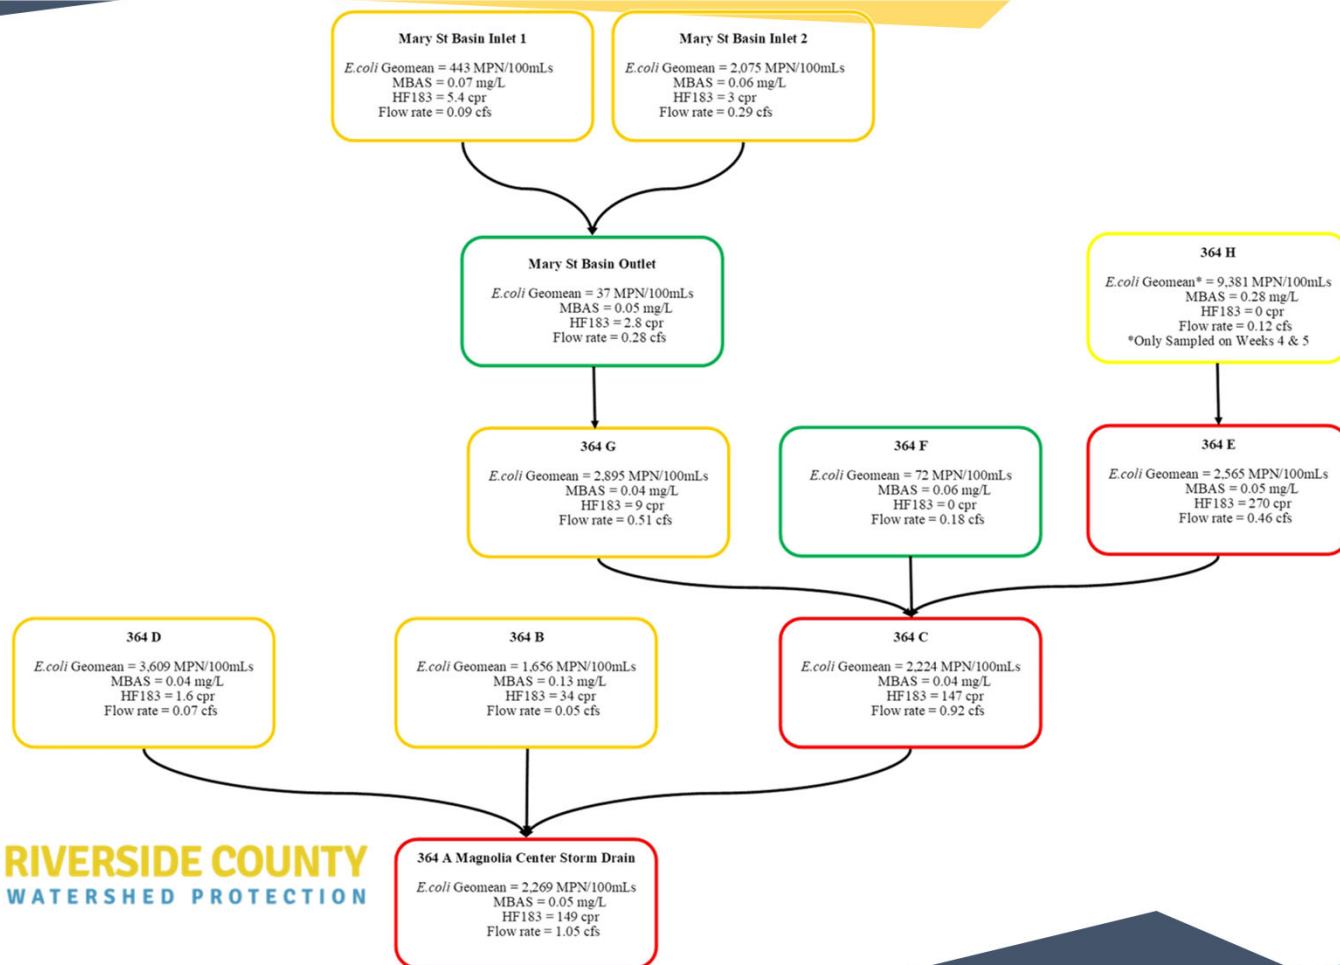 Mary St Basin Inlet 1
E.coli Geomean = 443 MPN/100mLs
MBAS = 0.07 mg/L
HF183 = 5.4 cpr
Flow rate = 0.09 cfs
Mary St Basin Inlet 2
E.coli Geomean = 2,075 MPN/100mLs
MBAS = 0.06 mg/L
HF183 = 3 cpr
Flow rate = 0.29 cfs
Mary St Basin Outlet
E.coli Geomean = 37 MPN/100mLs
MBAS = 0.05 mg/L
HF183 = 2.8 cpr
Flow rate = 0.28 cfs
364 H
E.coli Geomean* = 9,381 MPN/100mLs
MBAS = 0.28 mg/L
HF183 = 0 cpr
Flow rate = 0.12 cfs
*Only Sampled on Weeks 4 & 5
364 G
E.coli Geomean = 2,895 MPN/100mLs
MBAS = 0.04 mg/L
HF183 = 9 cpr
Flow rate = 0.51 cfs
364 F
E.coli Geomean = 72 MPN/100mLs
MBAS = 0.06 mg/L
HF183 = 0 cpr
Flow rate = 0.18 cfs
364 E
E.coli Geomean = 2,565 MPN/100mLs
MBAS = 0.05 mg/L
HF183 = 270 cpr
Flow rate = 0.46 cfs
364 D
E.coli Geomean = 3,609 MPN/100mLs
MBAS = 0.04 mg/L
HF183 = 1.6 cpr
Flow rate = 0.07 cfs
364 B
E.coli Geomean = 1,656 MPN/100mLs
MBAS = 0.13 mg/L
HF183 = 34 cpr
Flow rate = 0.05 cfs
364 C
E.coli Geomean = 2,224 MPN/100mLs
MBAS = 0.04 mg/L
HF183 = 147 cpr
Flow rate = 0.92 cfs
364 A Magnolia Center Storm Drain
E.coli Geomean = 2,269 MPN/100mLs
MBAS = 0.05 mg/L
HF183 = 149 cpr
Flow rate = 1.05 cfs
RIVERSIDE COUNTY
WATERSHED PROTECTION